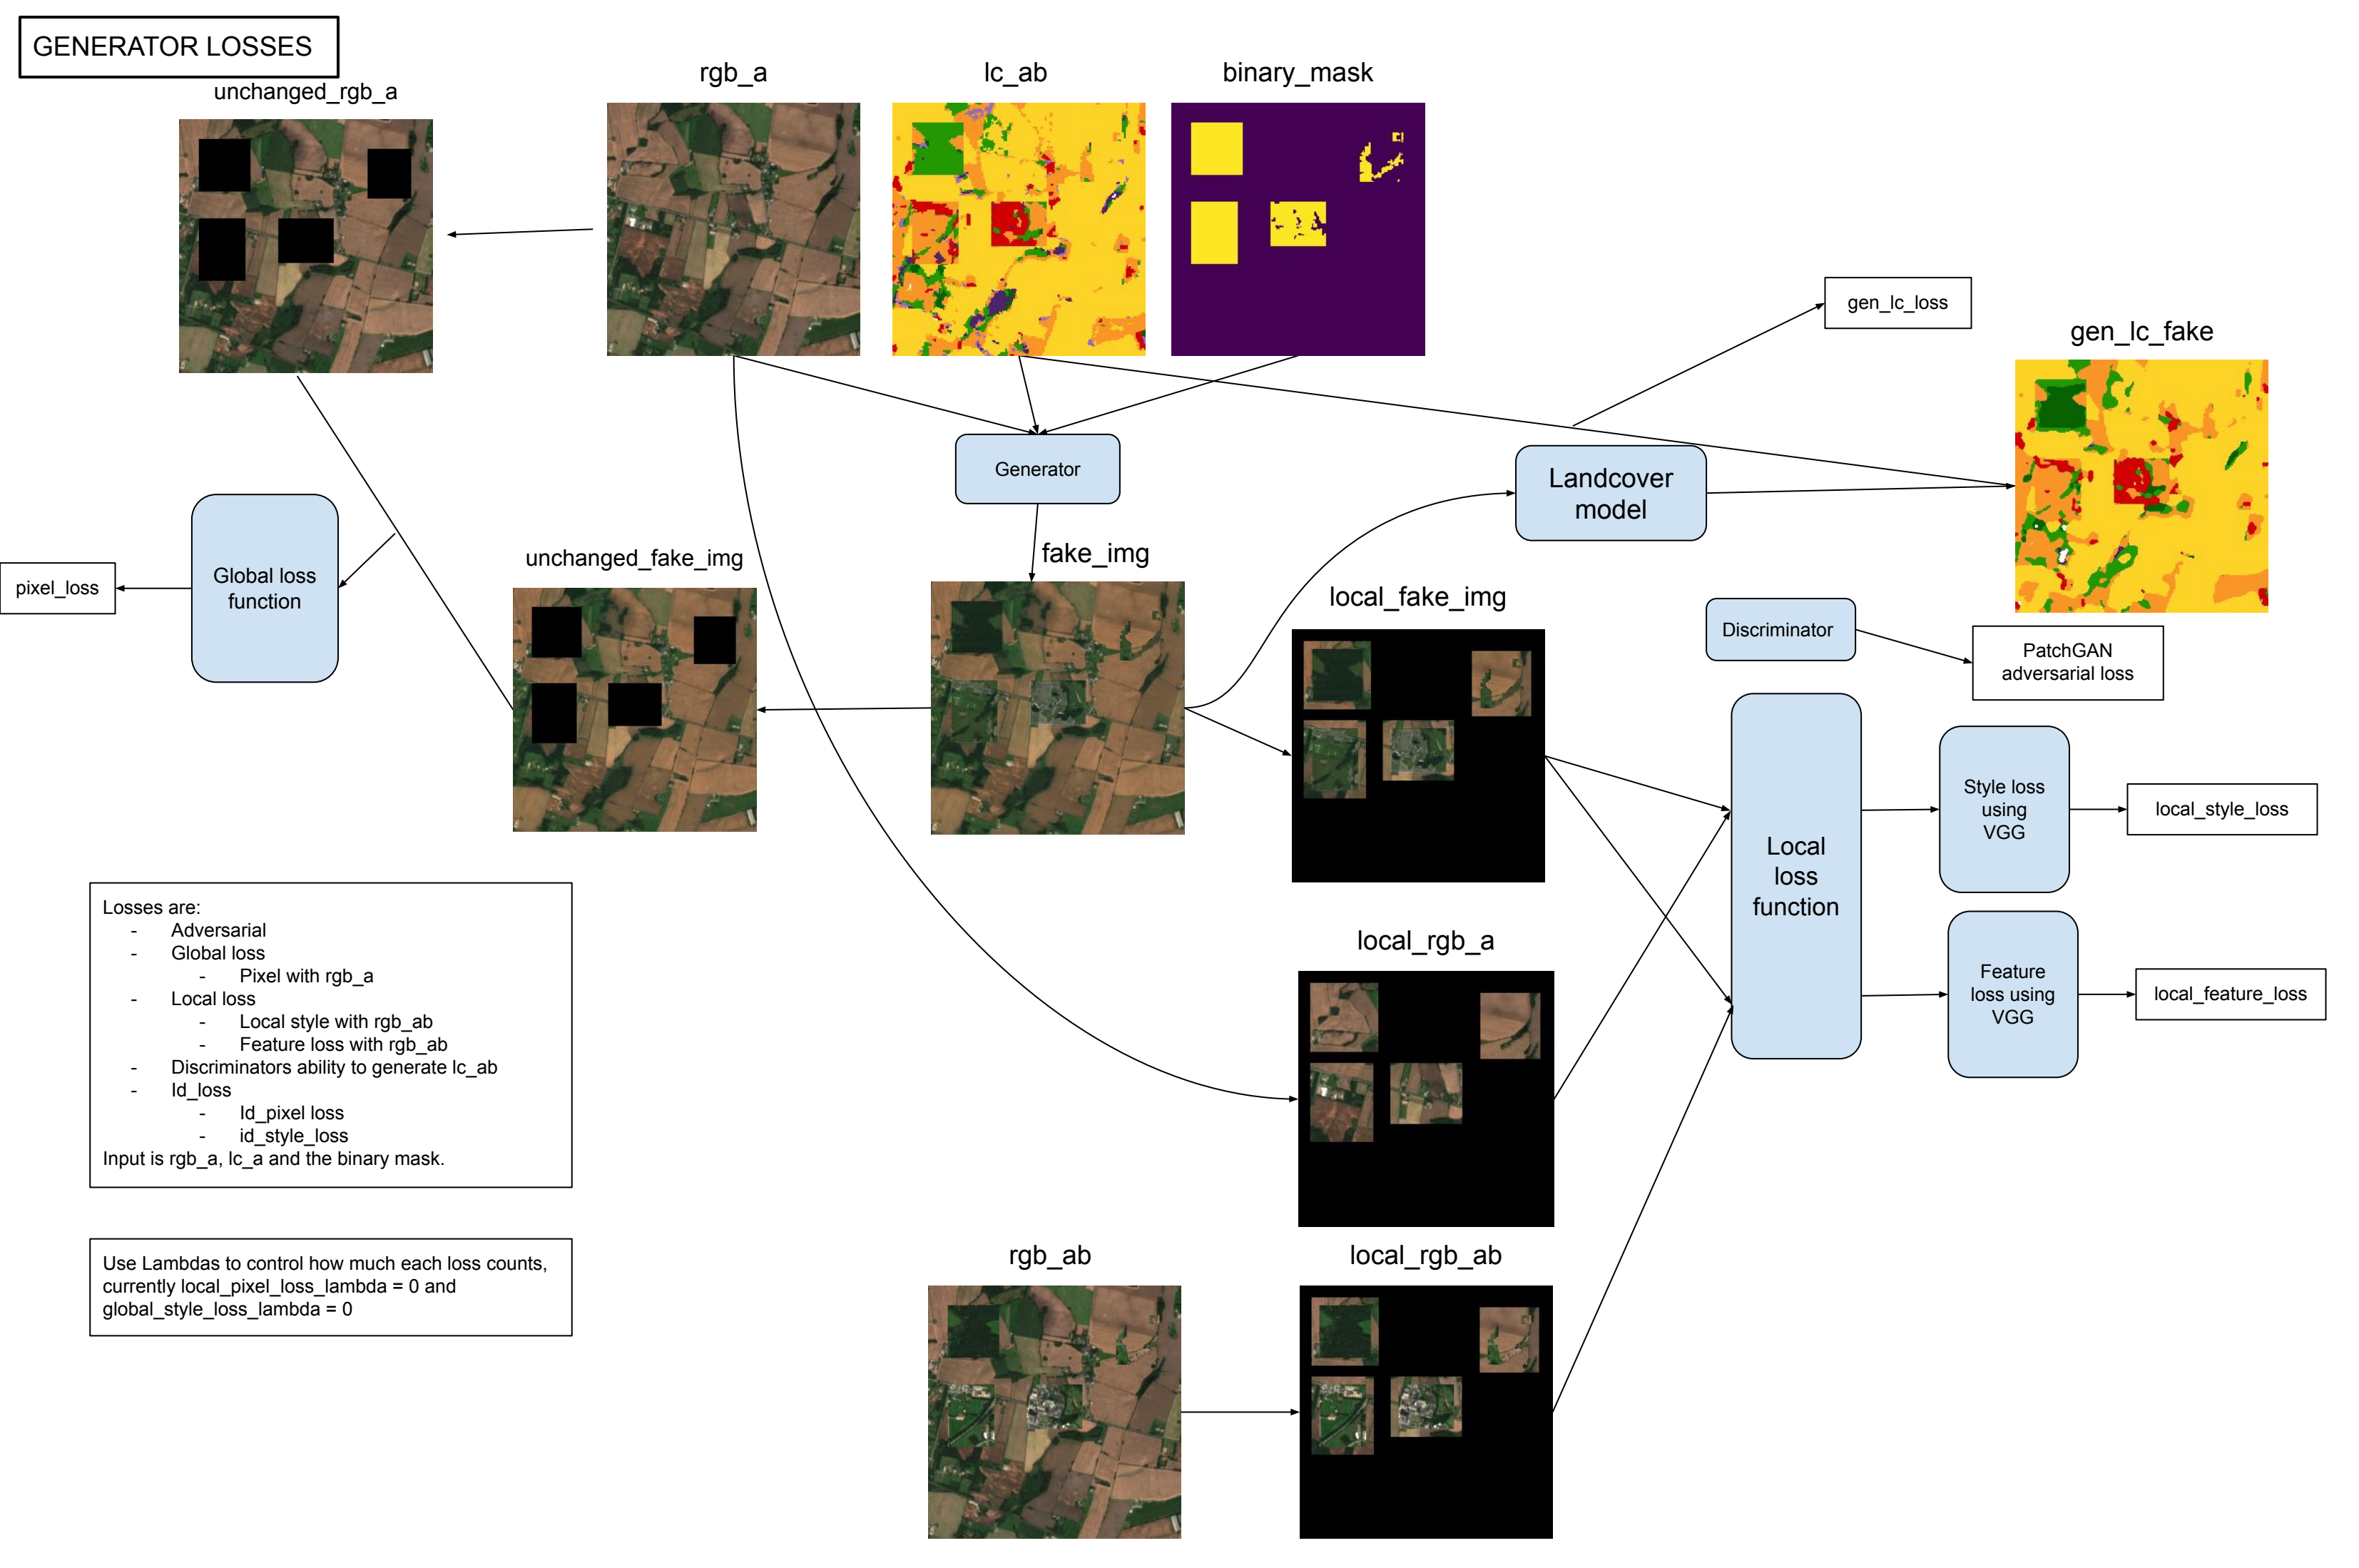 GENERATOR LOSSES
unchanged_rgb_a
rgb_a
lc_ab
binary_mask
gen_lc_loss
gen_lc_fake
Generator
Landcover
model
Global loss
function
pixel_loss
unchanged_fake_img
fake_img
local_fake_img
Discriminator
PatchGAN
adversarial loss
Local
loss
function
Style loss
using
VGG
local_style_loss
Feature
loss using
VGG
local_feature_loss
local_rgb_a
Losses are:
- Adversarial
- Global loss
- Pixel with rgb_a
- Local loss
- Local style with rgb_ab
- Feature loss with rgb_ab
- Discriminators ability to generate lc_ab
- Id_loss
- Id_pixel loss
- id_style_loss
Input is rgb_a, lc_a and the binary mask.
Use Lambdas to control how much each loss counts,
currently local_pixel_loss_lambda = 0 and
global_style_loss_lambda = 0
rgb_ab
local_rgb_ab